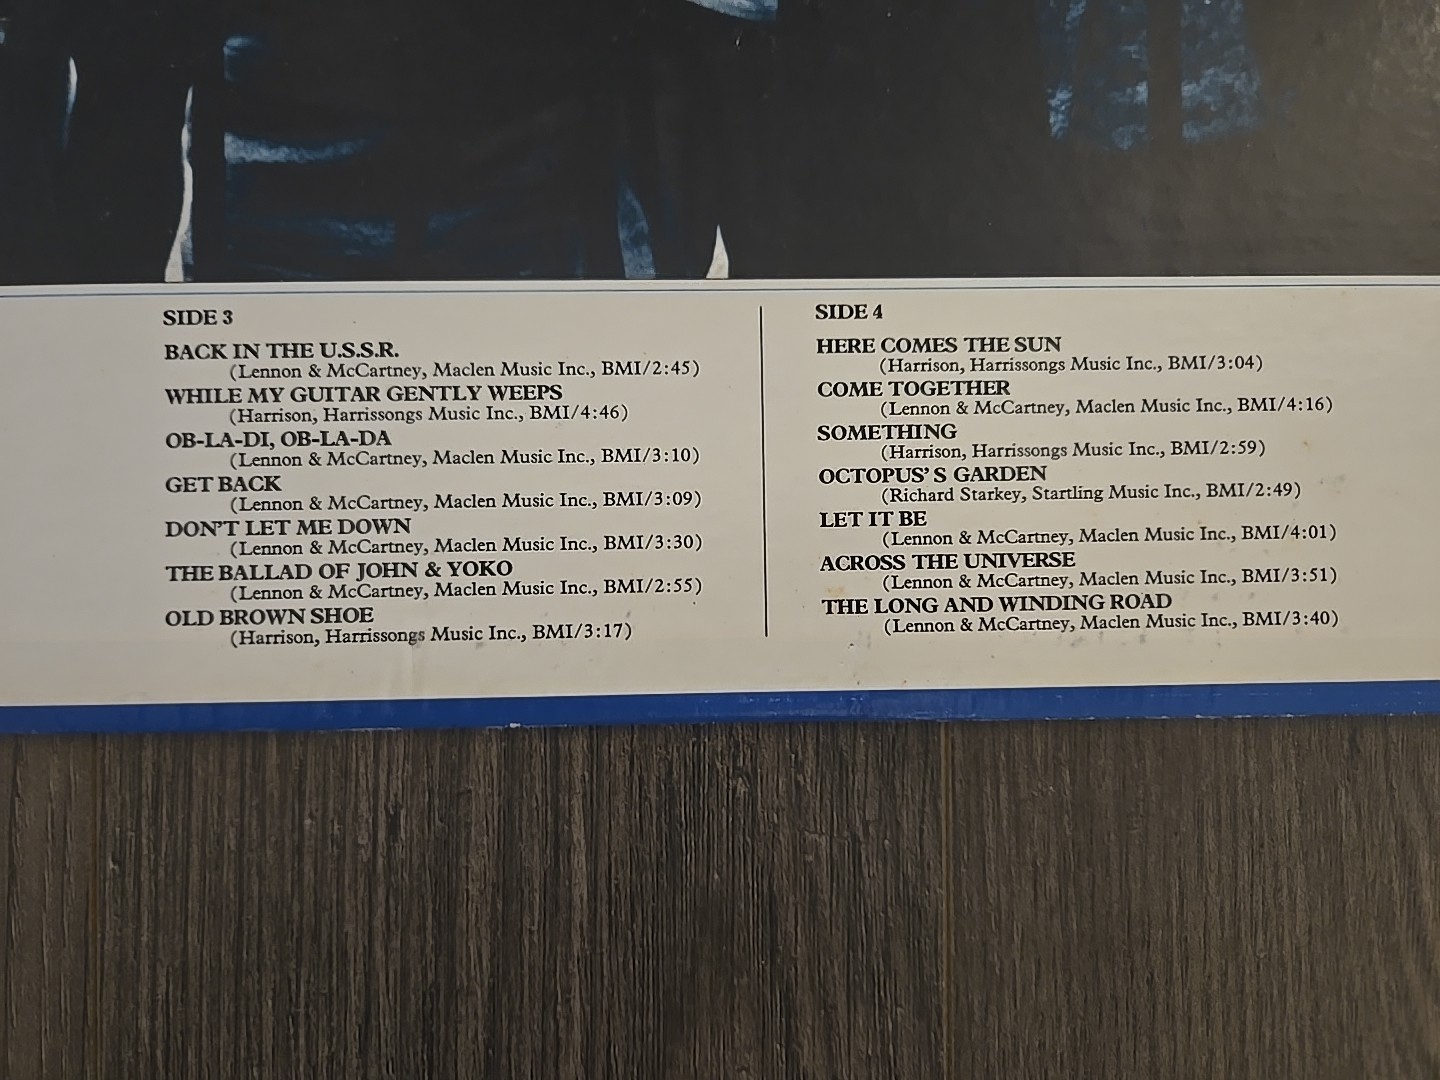 SIDE 3
BACK IN THE U.S.S.R.
(Lennon & McCartney, Maclen Music Inc., BMI/2:45)
WHILE MY GUITAR GENTLY WEEPS
(Harrison, Harrissongs Music Inc., BMI/4:46)
OB-LA-DI, OB-LA-DA
(Lennon & McCartney, Maclen Music Inc., BMI/3:10)
GET BACK
(Lennon & McCartney, Maclen Music Inc., BMI/3:09)
DON'T LET ME DOWN
(Lennon & McCartney, Maclen Music Inc., BMI/3:30)
THE BALLAD OF JOHN & YOKO
(Lennon & McCartney, Maclen Music Inc., BMI/2:55)
OLD BROWN SHOE
(Harrison, Harrissongs Music Inc., BMI/3:17)
SIDE 4
HERE COMES THE SUN
(Harrison, Harrissongs Music Inc., BMI/3:04)
COME TOGETHER
(Lennon & McCartney, Maclen Music Inc., BMI/4:16)
SOMETHING
(Harrison, Harrissongs Music Inc., BMI/2:59)
OCTOPUS'S GARDEN
(Richard Starkey, Startling Music Inc., BMI/2:49)
LET IT BE
(Lennon & McCartney, Maclen Music Inc., BMI/4:01)
ACROSS THE UNIVERSE
(Lennon & McCartney, Maclen Music Inc., BMI/3:51)
THE LONG AND WINDING ROAD
(Lennon & McCartney, Maclen Music Inc., BMI/3:40)